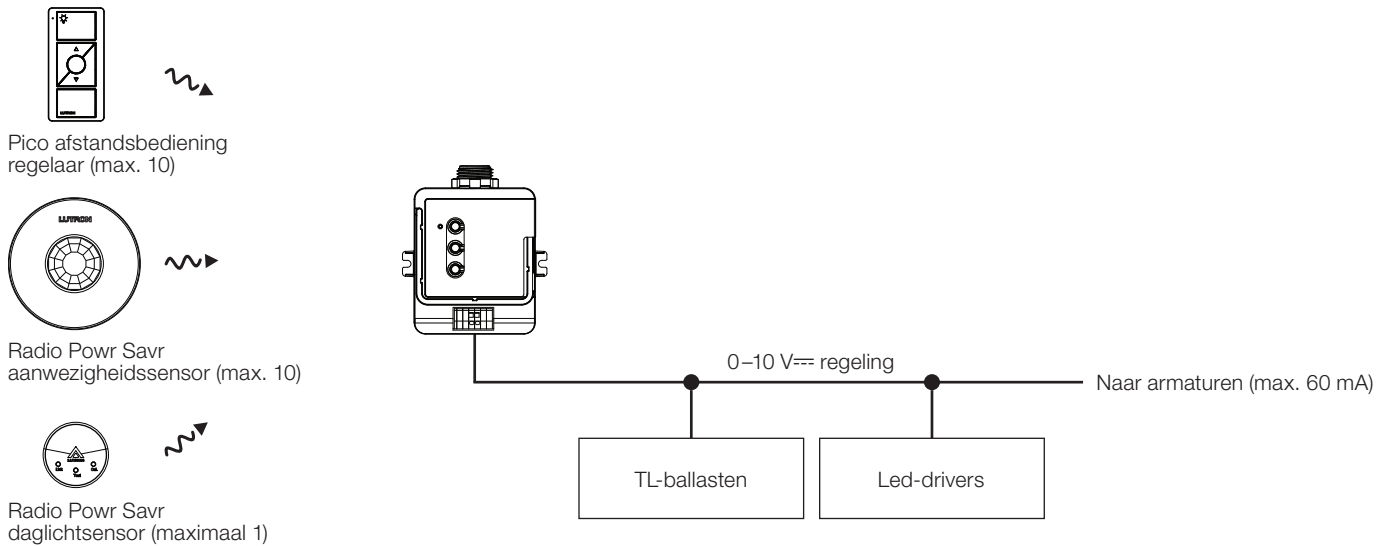 LUTRON
Pico afstandsbediening
regelaar (max. 10)
LUTRON
Radio Powr Savr
aanwezigheidssensor (max. 10)
Radio Powr Savr
daglichtsensor (maximaal 1)
0–10 V⎓ regeling
Naar armaturen (max. 60 mA)
TL-ballasten
Led-drivers